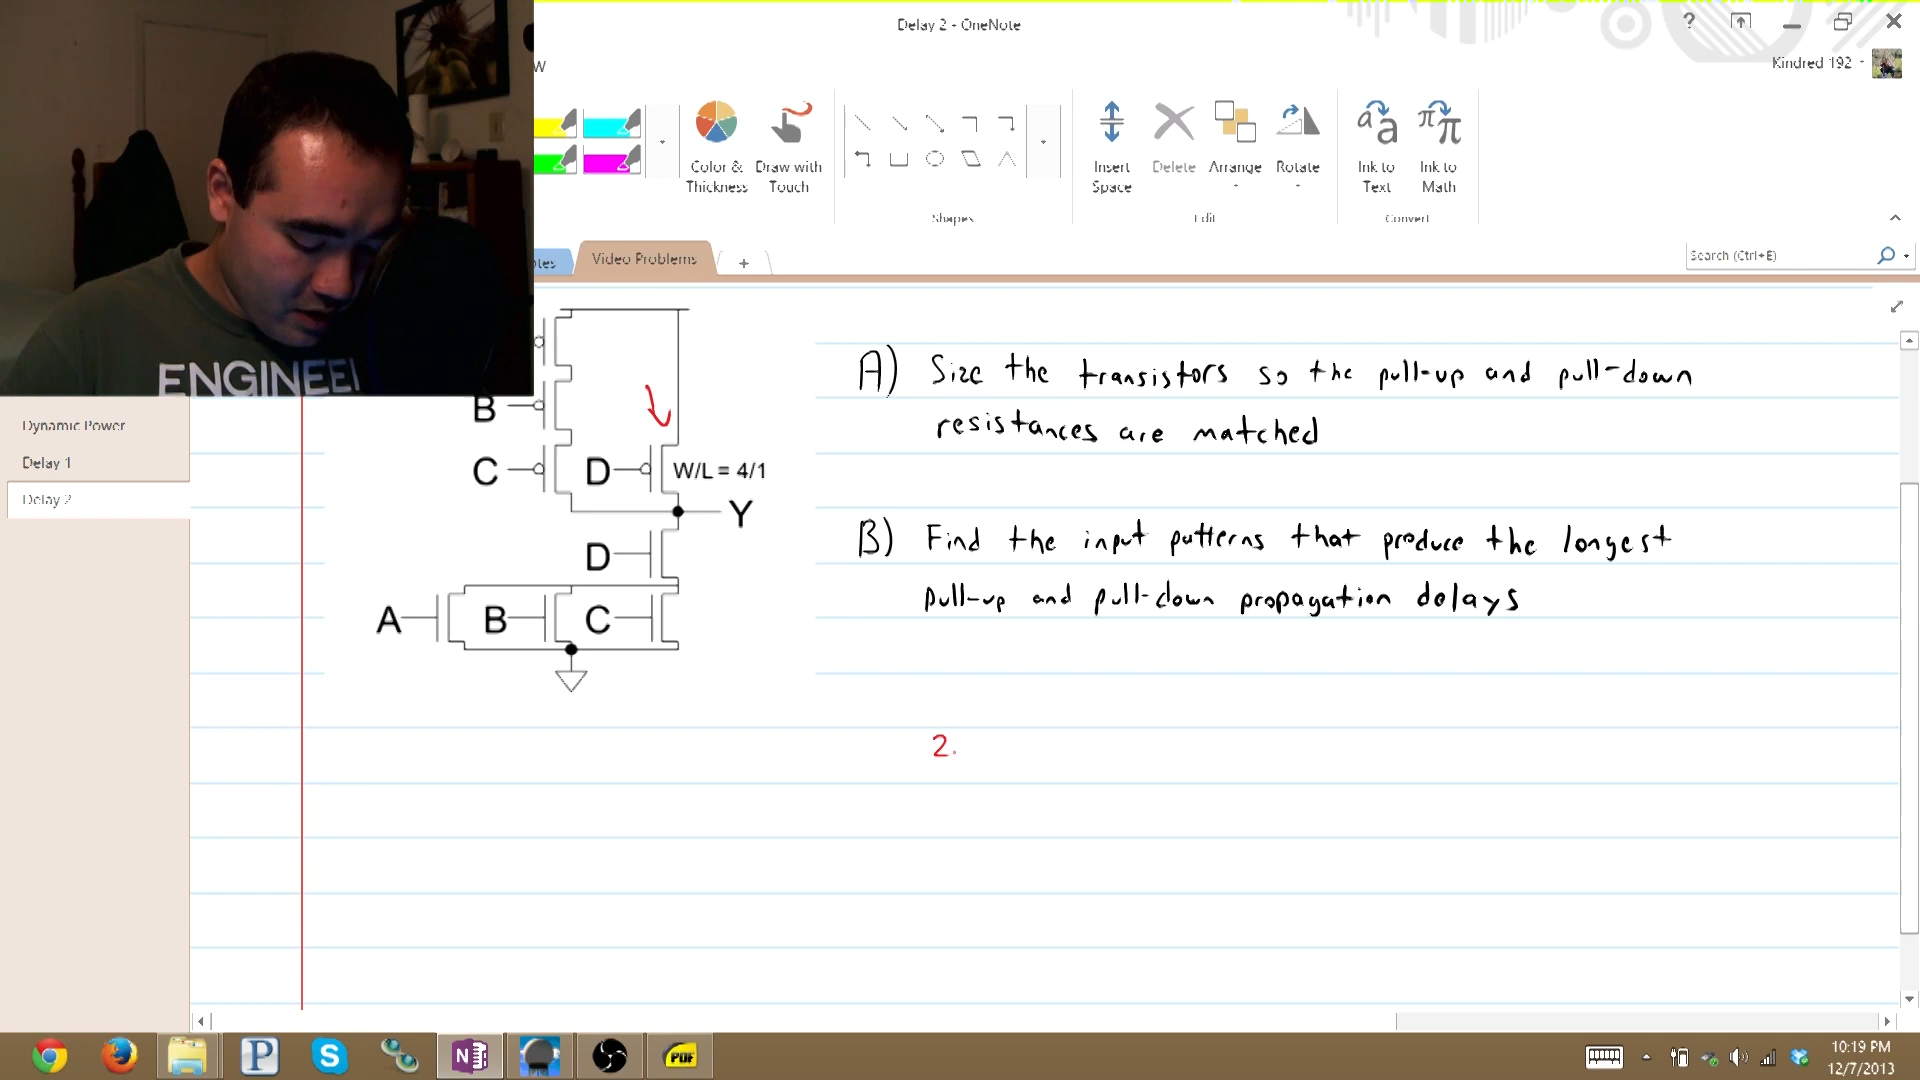 Delay 2 - OneNote
W
Kindred 192
Color & Thickness
Draw with Touch
Insert Space
Delete
Arrange
Rotate
Ink to Text
Ink to Math
Shapes
Edit
Convert
otes
Video Problems
+
Search (Ctrl+E)
ENGINEE
Dynamic Power
Delay 1
Delay 2
B
C
D
W/L = 4/1
Y
D
A
B
C
A) Size the transistors so the pull-up and pull-down
resistances are matched
B) Find the input patterns that produce the longest
pull-up and pull-down propagation delays
2.
P
S
N
PDF
10:19 PM
12/7/2013